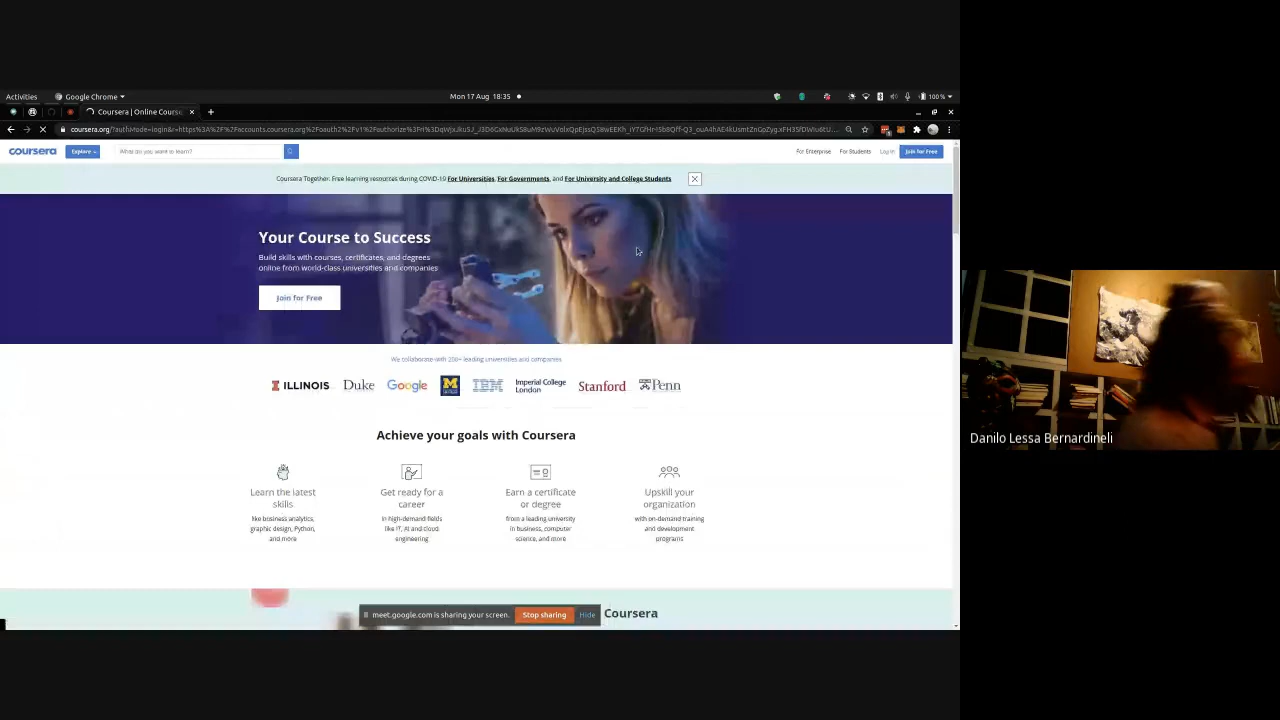 Activities
Google Chrome
Mon 17 Aug 18:35
100%
Coursera | Online Course
coursera
Explore
What do you want to learn?
For Enterprise
For Students
Log In
Join for Free
Coursera Together: Free learning resources during COVID-19 For Universities, For Governments, and For University and College Students
Your Course to Success
Build skills with courses, certificates, and degrees
online from world-class universities and companies
Join for Free
We collaborate with 200+ leading universities and companies
ILLINOIS
Duke
Google
M
IBM
Imperial College
London
Stanford
Penn
Achieve your goals with Coursera
Learn the latest
skills
like business analytics,
graphic design, Python,
and more
Get ready for a
career
in high-demand fields
like IT, AI and cloud
engineering
Earn a certificate
or degree
from a leading university
in business, computer
science, and more
Upskill your
organization
with on-demand training
and development
programs
meet.google.com is sharing your screen.
Stop sharing
Hide
Coursera
Danilo Lessa Bernardineli